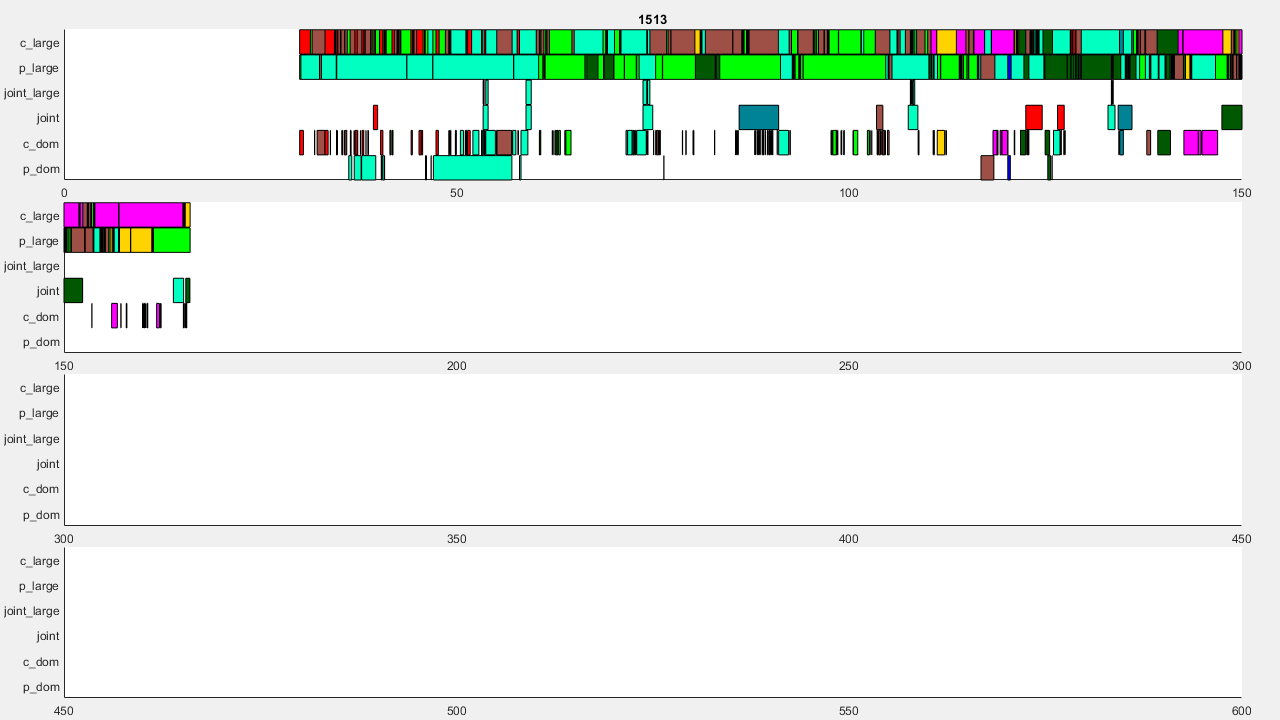 1513
c_large
p_large
joint_large
joint
c_dom
p_dom
0 50 100 150
c_large
p_large
joint_large
joint
c_dom
p_dom
150 200 250 300
c_large
p_large
joint_large
joint
c_dom
p_dom
300 350 400 450
c_large
p_large
joint_large
joint
c_dom
p_dom
450 500 550 600